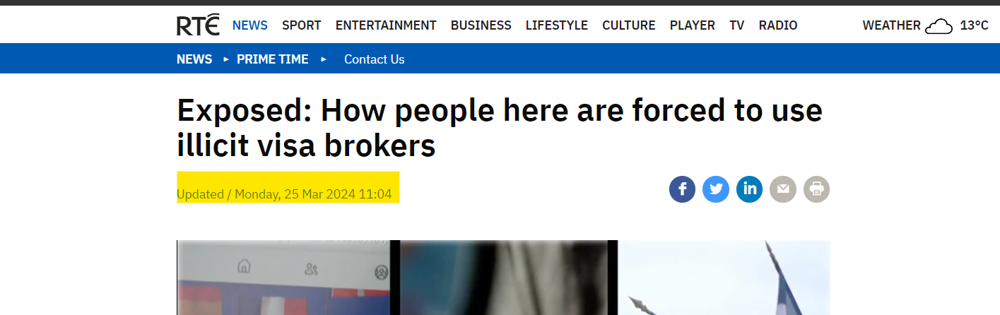 RTÉ NEWS SPORT ENTERTAINMENT BUSINESS LIFESTYLE CULTURE PLAYER TV RADIO WEATHER 13°C
NEWS ▸ PRIME TIME ▸ Contact Us
Exposed: How people here are forced to use
illicit visa brokers
Updated / Monday, 25 Mar 2024 11:04